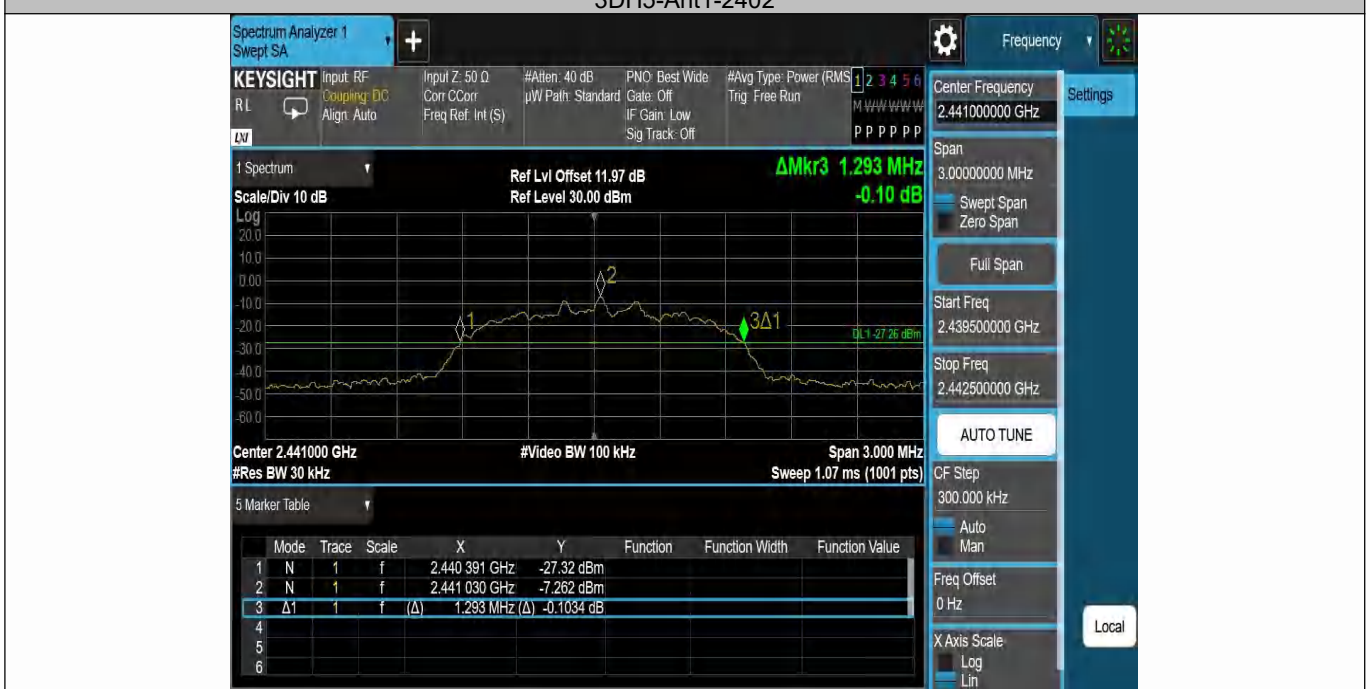 3DH5-Ant1-2402
Spectrum Analyzer 1
Swept SA
+
Frequency
KEYSIGHT
RL
LXI
Input: RF
Coupling: DC
Align: Auto
Input Z: 50 Ω
Corr CCorr
Freq Ref: Int (S)
#Atten: 40 dB
µW Path: Standard
PNO: Best Wide
Gate: Off
IF Gain: Low
Sig Track: Off
#Avg Type: Power (RMS
Trig: Free Run
1 2 3 4 5 6
M W W W W W
P P P P P P
1 Spectrum
Scale/Div 10 dB
Ref Lvl Offset 11.97 dB
Ref Level 30.00 dBm
ΔMkr3 1.293 MHz
-0.10 dB
Log
20.0
10.0
0.00
-10.0
-20.0
-30.0
-40.0
-50.0
-60.0
1
2
3Δ1
DL1 -27.26 dBm
Center 2.441000 GHz
#Video BW 100 kHz
Span 3.000 MHz
#Res BW 30 kHz
Sweep 1.07 ms (1001 pts)
5 Marker Table
Mode Trace Scale X Y Function Function Width Function Value
1 N 1 f 2.440 391 GHz -27.32 dBm
2 N 1 f 2.441 030 GHz -7.262 dBm
3 Δ1 1 f (Δ) 1.293 MHz (Δ) -0.1034 dB
4
5
6
Center Frequency
2.441000000 GHz
Settings
Span
3.00000000 MHz
Swept Span
Zero Span
Full Span
Start Freq
2.439500000 GHz
Stop Freq
2.442500000 GHz
AUTO TUNE
CF Step
300.000 kHz
Auto
Man
Freq Offset
0 Hz
X Axis Scale
Log
Lin
Local